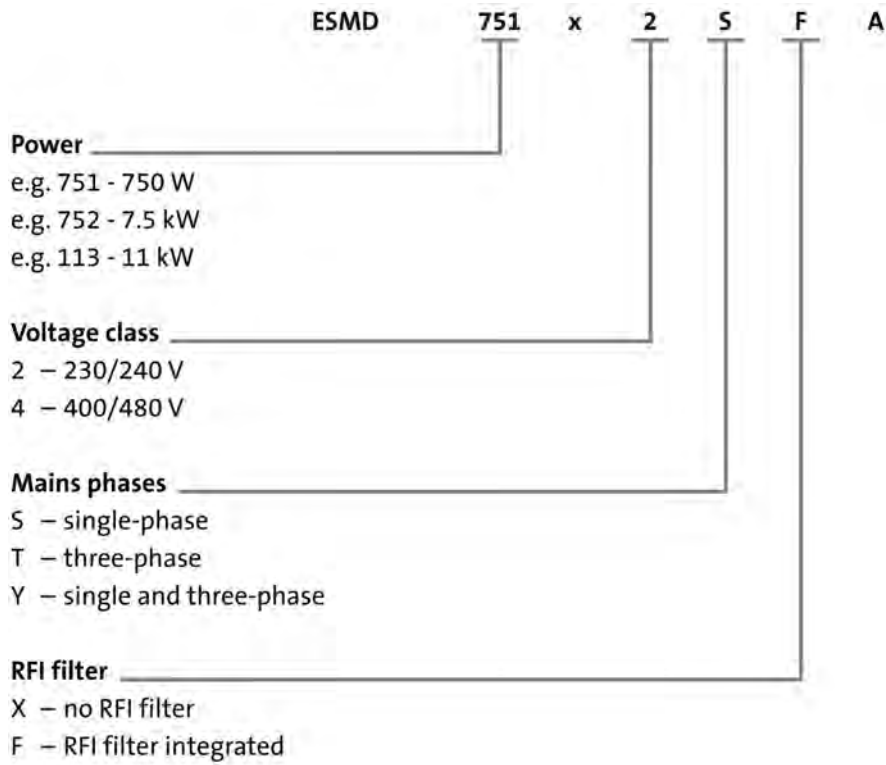 ESMD 751 x 2 S F A
Power
e.g. 751 - 750 W
e.g. 752 - 7.5 kW
e.g. 113 - 11 kW
Voltage class
2 – 230/240 V
4 – 400/480 V
Mains phases
S – single-phase
T – three-phase
Y – single and three-phase
RFI filter
X – no RFI filter
F – RFI filter integrated